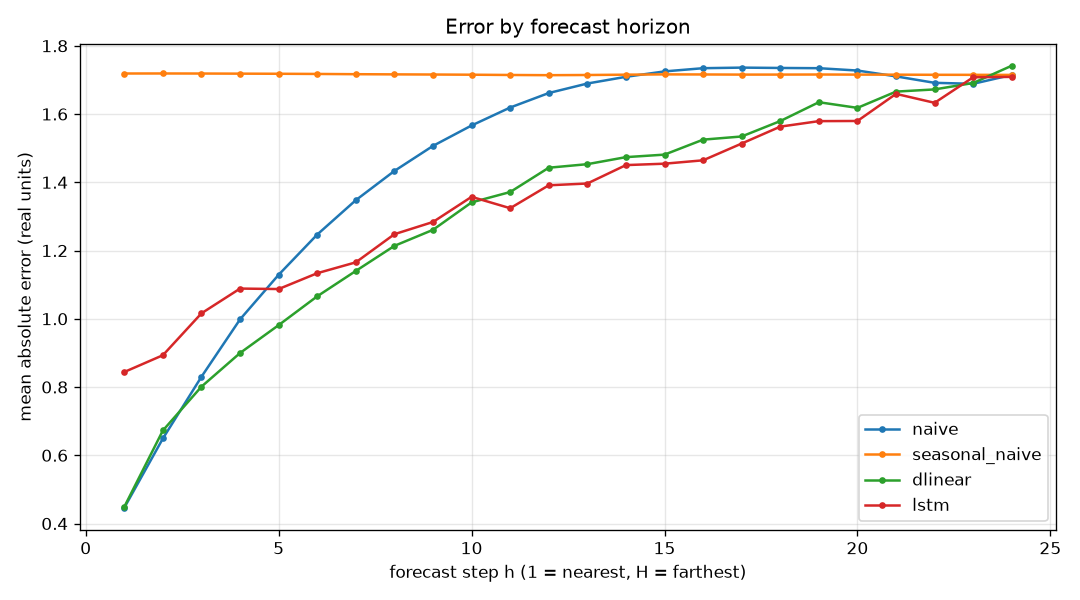 Error by forecast horizon
mean absolute error (real units)
1.8
1.6
1.4
1.2
1.0
0.8
0.6
0.4
0
5
10
15
20
25
forecast step h (1 = nearest, H = farthest)
naive
seasonal_naive
dlinear
lstm